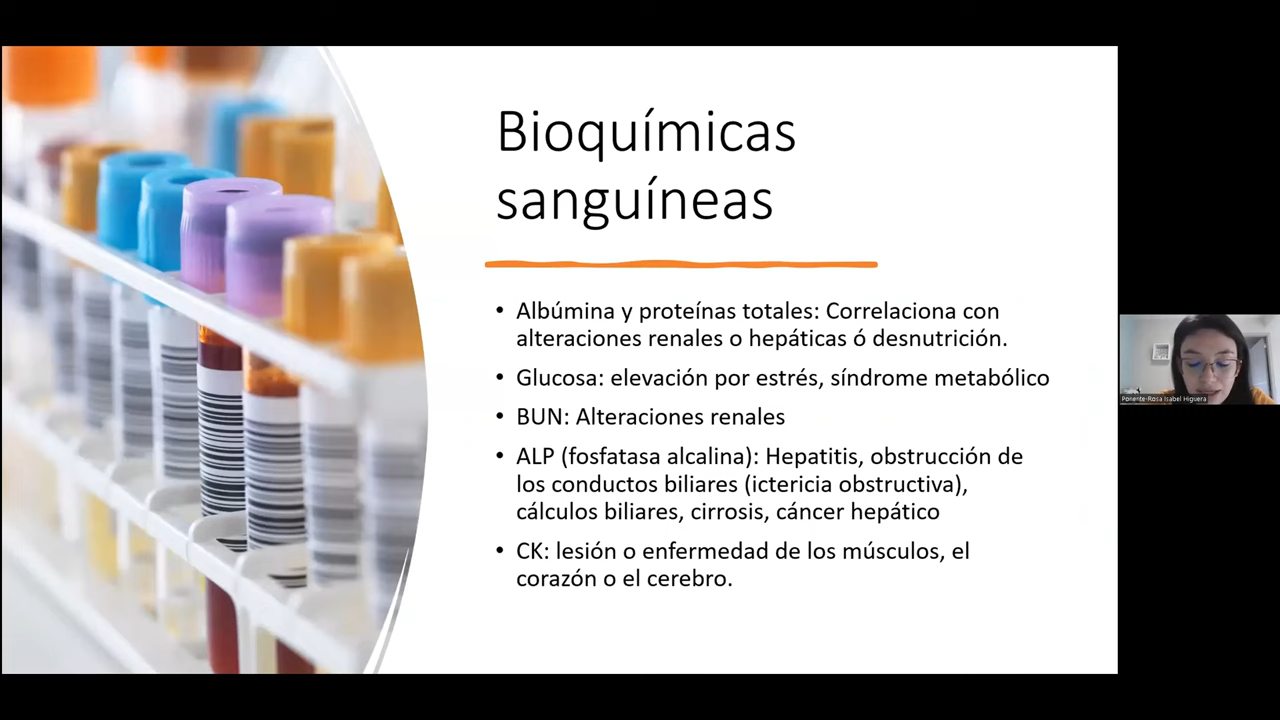 Bioquímicas
sanguíneas
• Albúmina y proteínas totales: Correlaciona con
alteraciones renales o hepáticas ó desnutrición.
• Glucosa: elevación por estrés, síndrome metabólico
• BUN: Alteraciones renales
• ALP (fosfatasa alcalina): Hepatitis, obstrucción de
los conductos biliares (ictericia obstructiva),
cálculos biliares, cirrosis, cáncer hepático
• CK: lesión o enfermedad de los músculos, el
corazón o el cerebro.
Ponente-Rosa Isabel Higuera